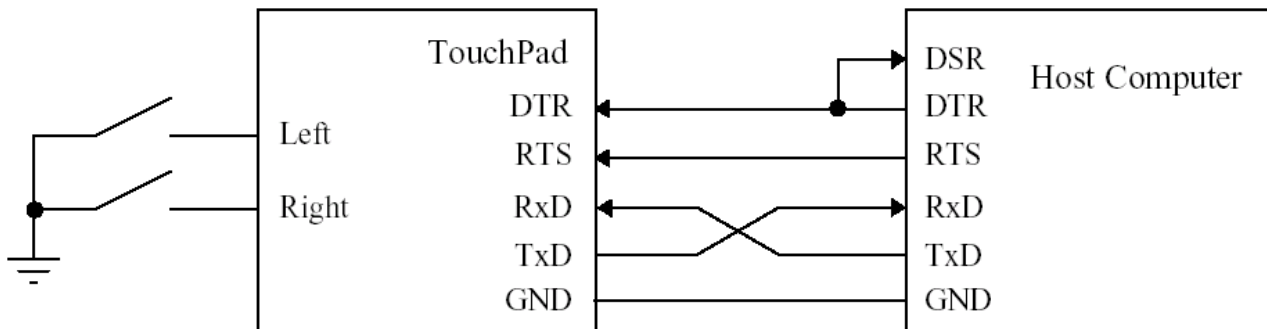 TouchPad
DTR
RTS
RxD
TxD
GND
Left
Right
DSR
Host Computer
DTR
RTS
RxD
TxD
GND